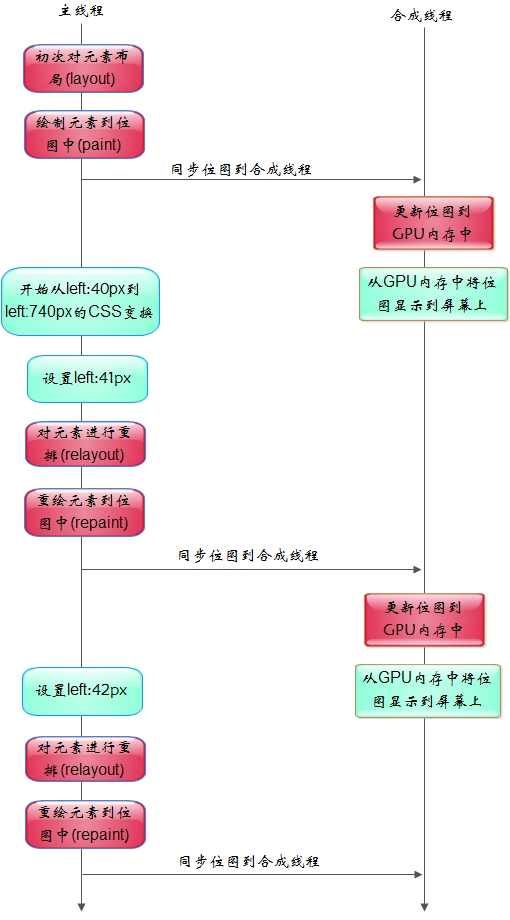 主线程
合成线程
初次对元素布
局(layout)
绘制元素到位
图中(paint)
同步位图到合成线程
更新位图到
GPU内存中
开始从left:40px到
left:740px的CSS变换
从GPU内存中将位
图显示到屏幕上
设置left:41px
对元素进行重
排(relayout)
重绘元素到位
图中(repaint)
同步位图到合成线程
更新位图到
GPU内存中
设置left:42px
从GPU内存中将位
图显示到屏幕上
对元素进行重
排(relayout)
重绘元素到位
图中(repaint)
同步位图到合成线程